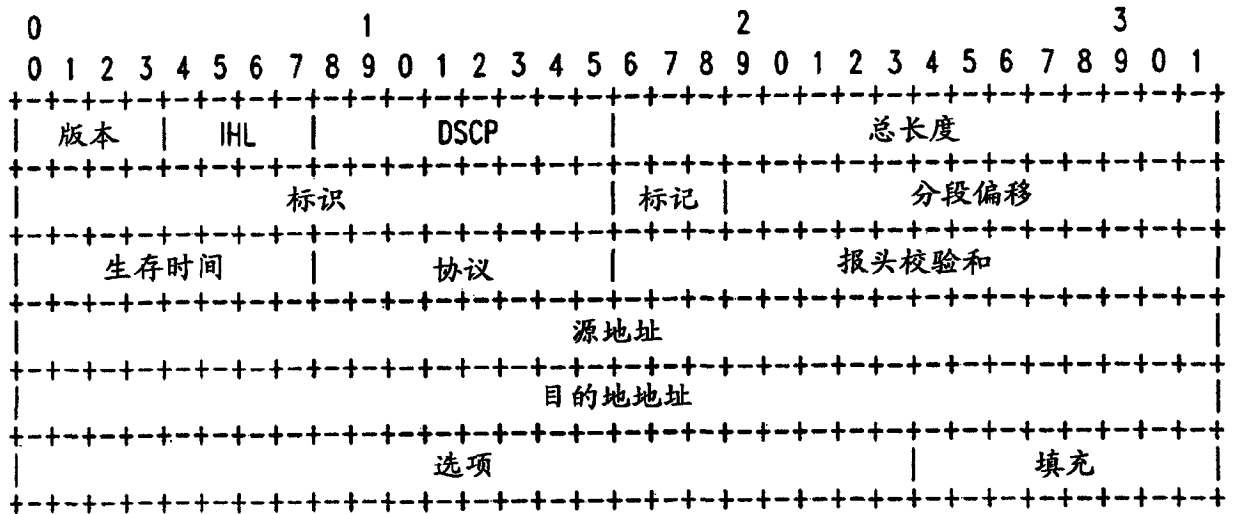 0 1 2 3
0 1 2 3 4 5 6 7 8 9 0 1 2 3 4 5 6 7 8 9 0 1 2 3 4 5 6 7 8 9 0 1
+-+-+-+-+-+-+-+-+-+-+-+-+-+-+-+-+-+-+-+-+-+-+-+-+-+-+-+-+-+-+-+-+
| 版本 | IHL | DSCP | 总长度 |
+-+-+-+-+-+-+-+-+-+-+-+-+-+-+-+-+-+-+-+-+-+-+-+-+-+-+-+-+-+-+-+-+
| 标识 | 标记 | 分段偏移 |
+-+-+-+-+-+-+-+-+-+-+-+-+-+-+-+-+-+-+-+-+-+-+-+-+-+-+-+-+-+-+-+-+
| 生存时间 | 协议 | 报头校验和 |
+-+-+-+-+-+-+-+-+-+-+-+-+-+-+-+-+-+-+-+-+-+-+-+-+-+-+-+-+-+-+-+-+
| 源地址 |
+-+-+-+-+-+-+-+-+-+-+-+-+-+-+-+-+-+-+-+-+-+-+-+-+-+-+-+-+-+-+-+-+
| 目的地地址 |
+-+-+-+-+-+-+-+-+-+-+-+-+-+-+-+-+-+-+-+-+-+-+-+-+-+-+-+-+-+-+-+-+
| 选项 | 填充 |
+-+-+-+-+-+-+-+-+-+-+-+-+-+-+-+-+-+-+-+-+-+-+-+-+-+-+-+-+-+-+-+-+